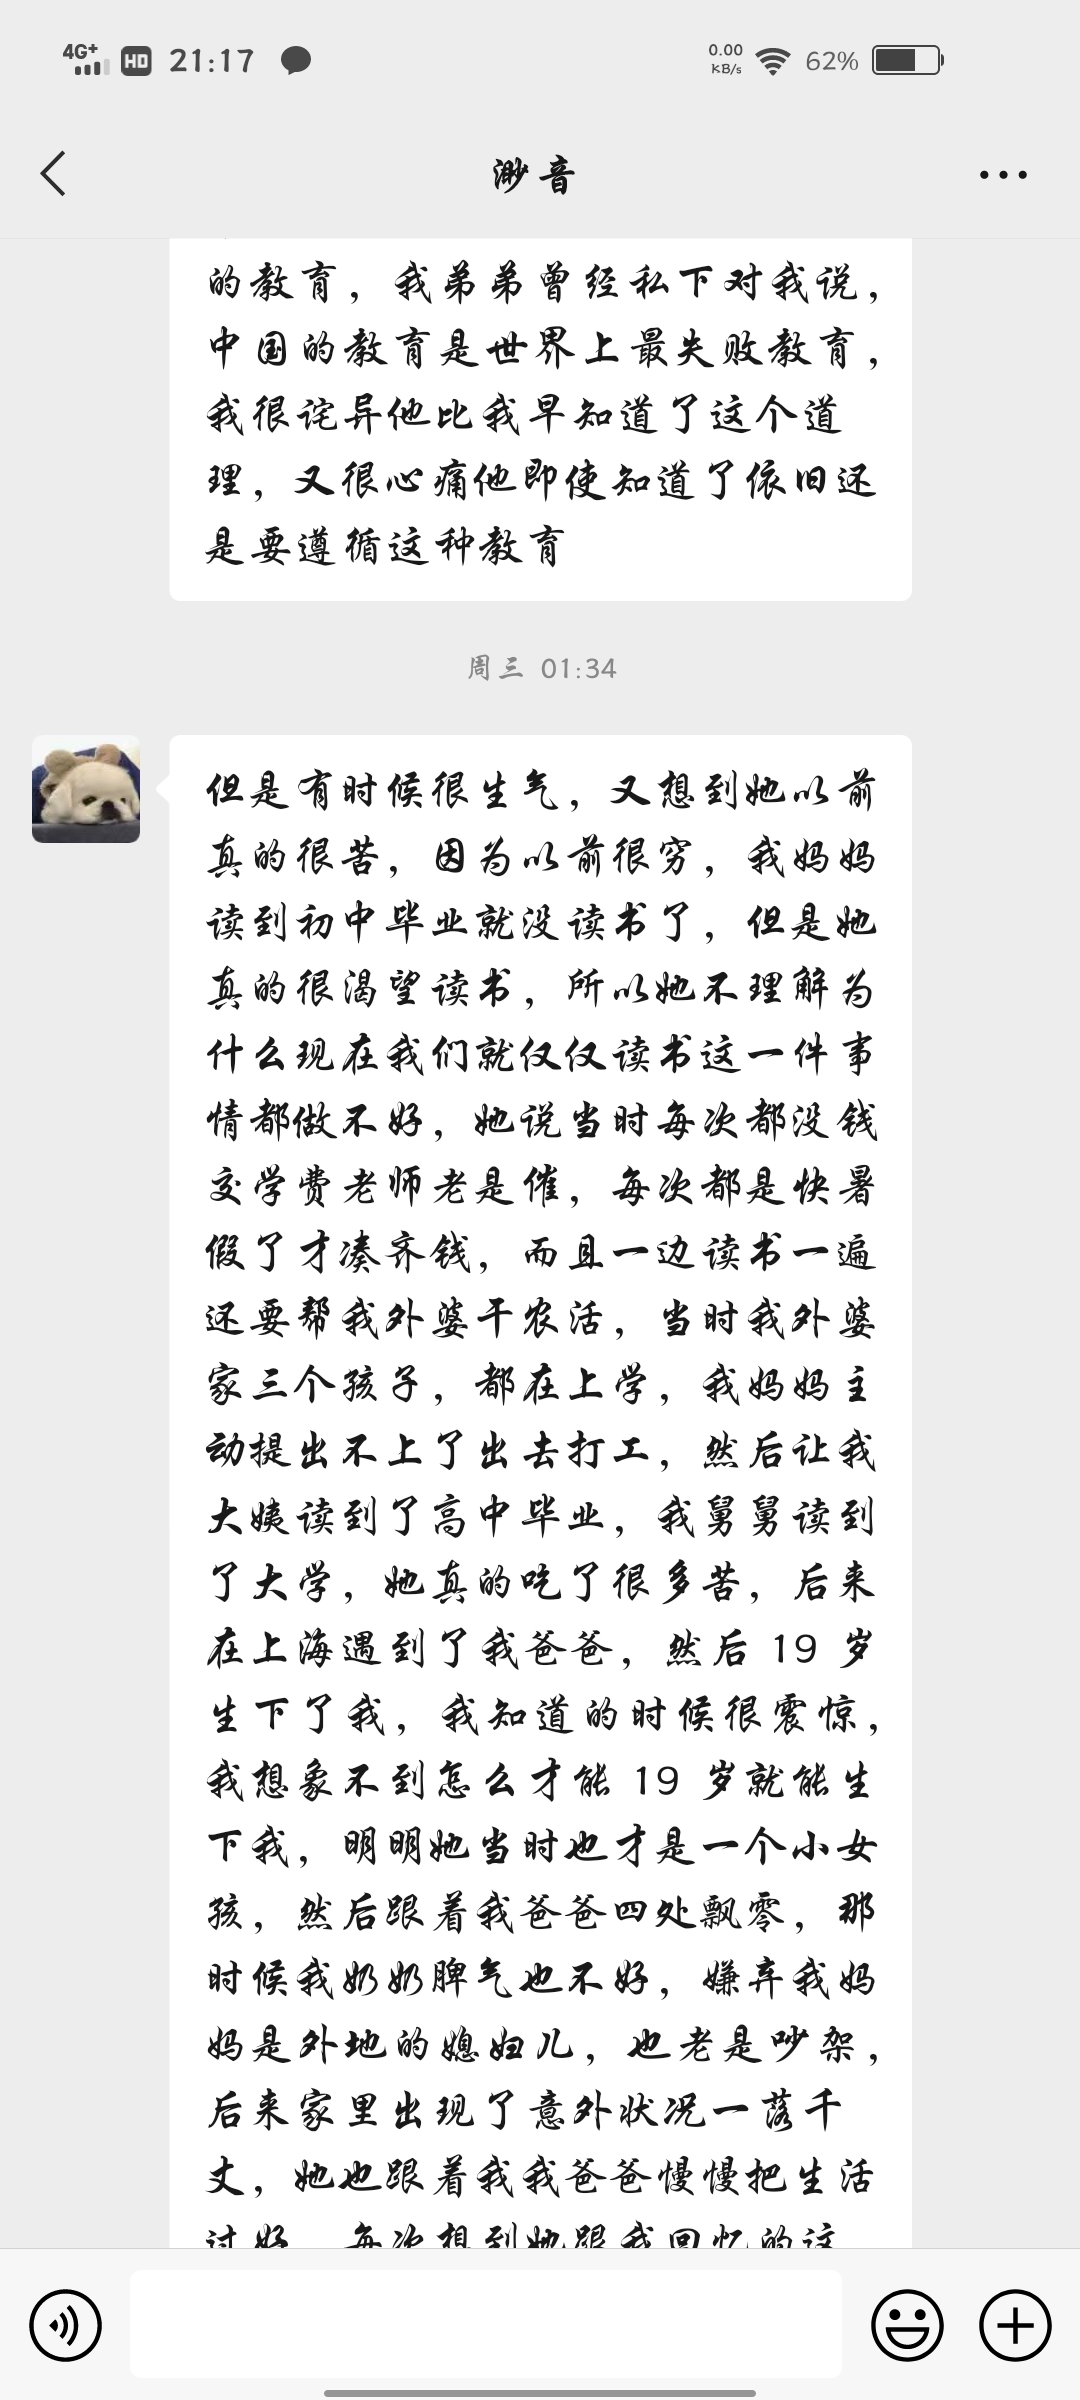 4G+ HD 21:17 0.00 KB/s 62%
渺音
的教育，我弟弟曾经私下对我说，
中国的教育是世界上最失败教育，
我很诧异他比我早知道了这个道
理，又很心痛他即使知道了依旧还
是要遵循这种教育
周三 01:34
但是有时候很生气，又想到她以前
真的很苦，因为以前很穷，我妈妈
读到初中毕业就没读书了，但是她
真的很渴望读书，所以她不理解为
什么现在我们就仅仅读书这一件事
情都做不好，她说当时每次都没钱
交学费老师老是催，每次都是快暑
假了才凑齐钱，而且一边读书一遍
还要帮我外婆干农活，当时我外婆
家三个孩子，都在上学，我妈妈主
动提出不上了出去打工，然后让我
大姨读到了高中毕业，我舅舅读到
了大学，她真的吃了很多苦，后来
在上海遇到了我爸爸，然后 19 岁
生下了我，我知道的时候很震惊，
我想象不到怎么才能 19 岁就能生
下我，明明她当时也才是一个小女
孩，然后跟着我爸爸四处飘零，那
时候我奶奶脾气也不好，嫌弃我妈
妈是外地的媳妇儿，也老是吵架，
后来家里出现了意外状况一落千
丈，她也跟着我我爸爸慢慢把生活
过好，每次想到她跟我回忆的这